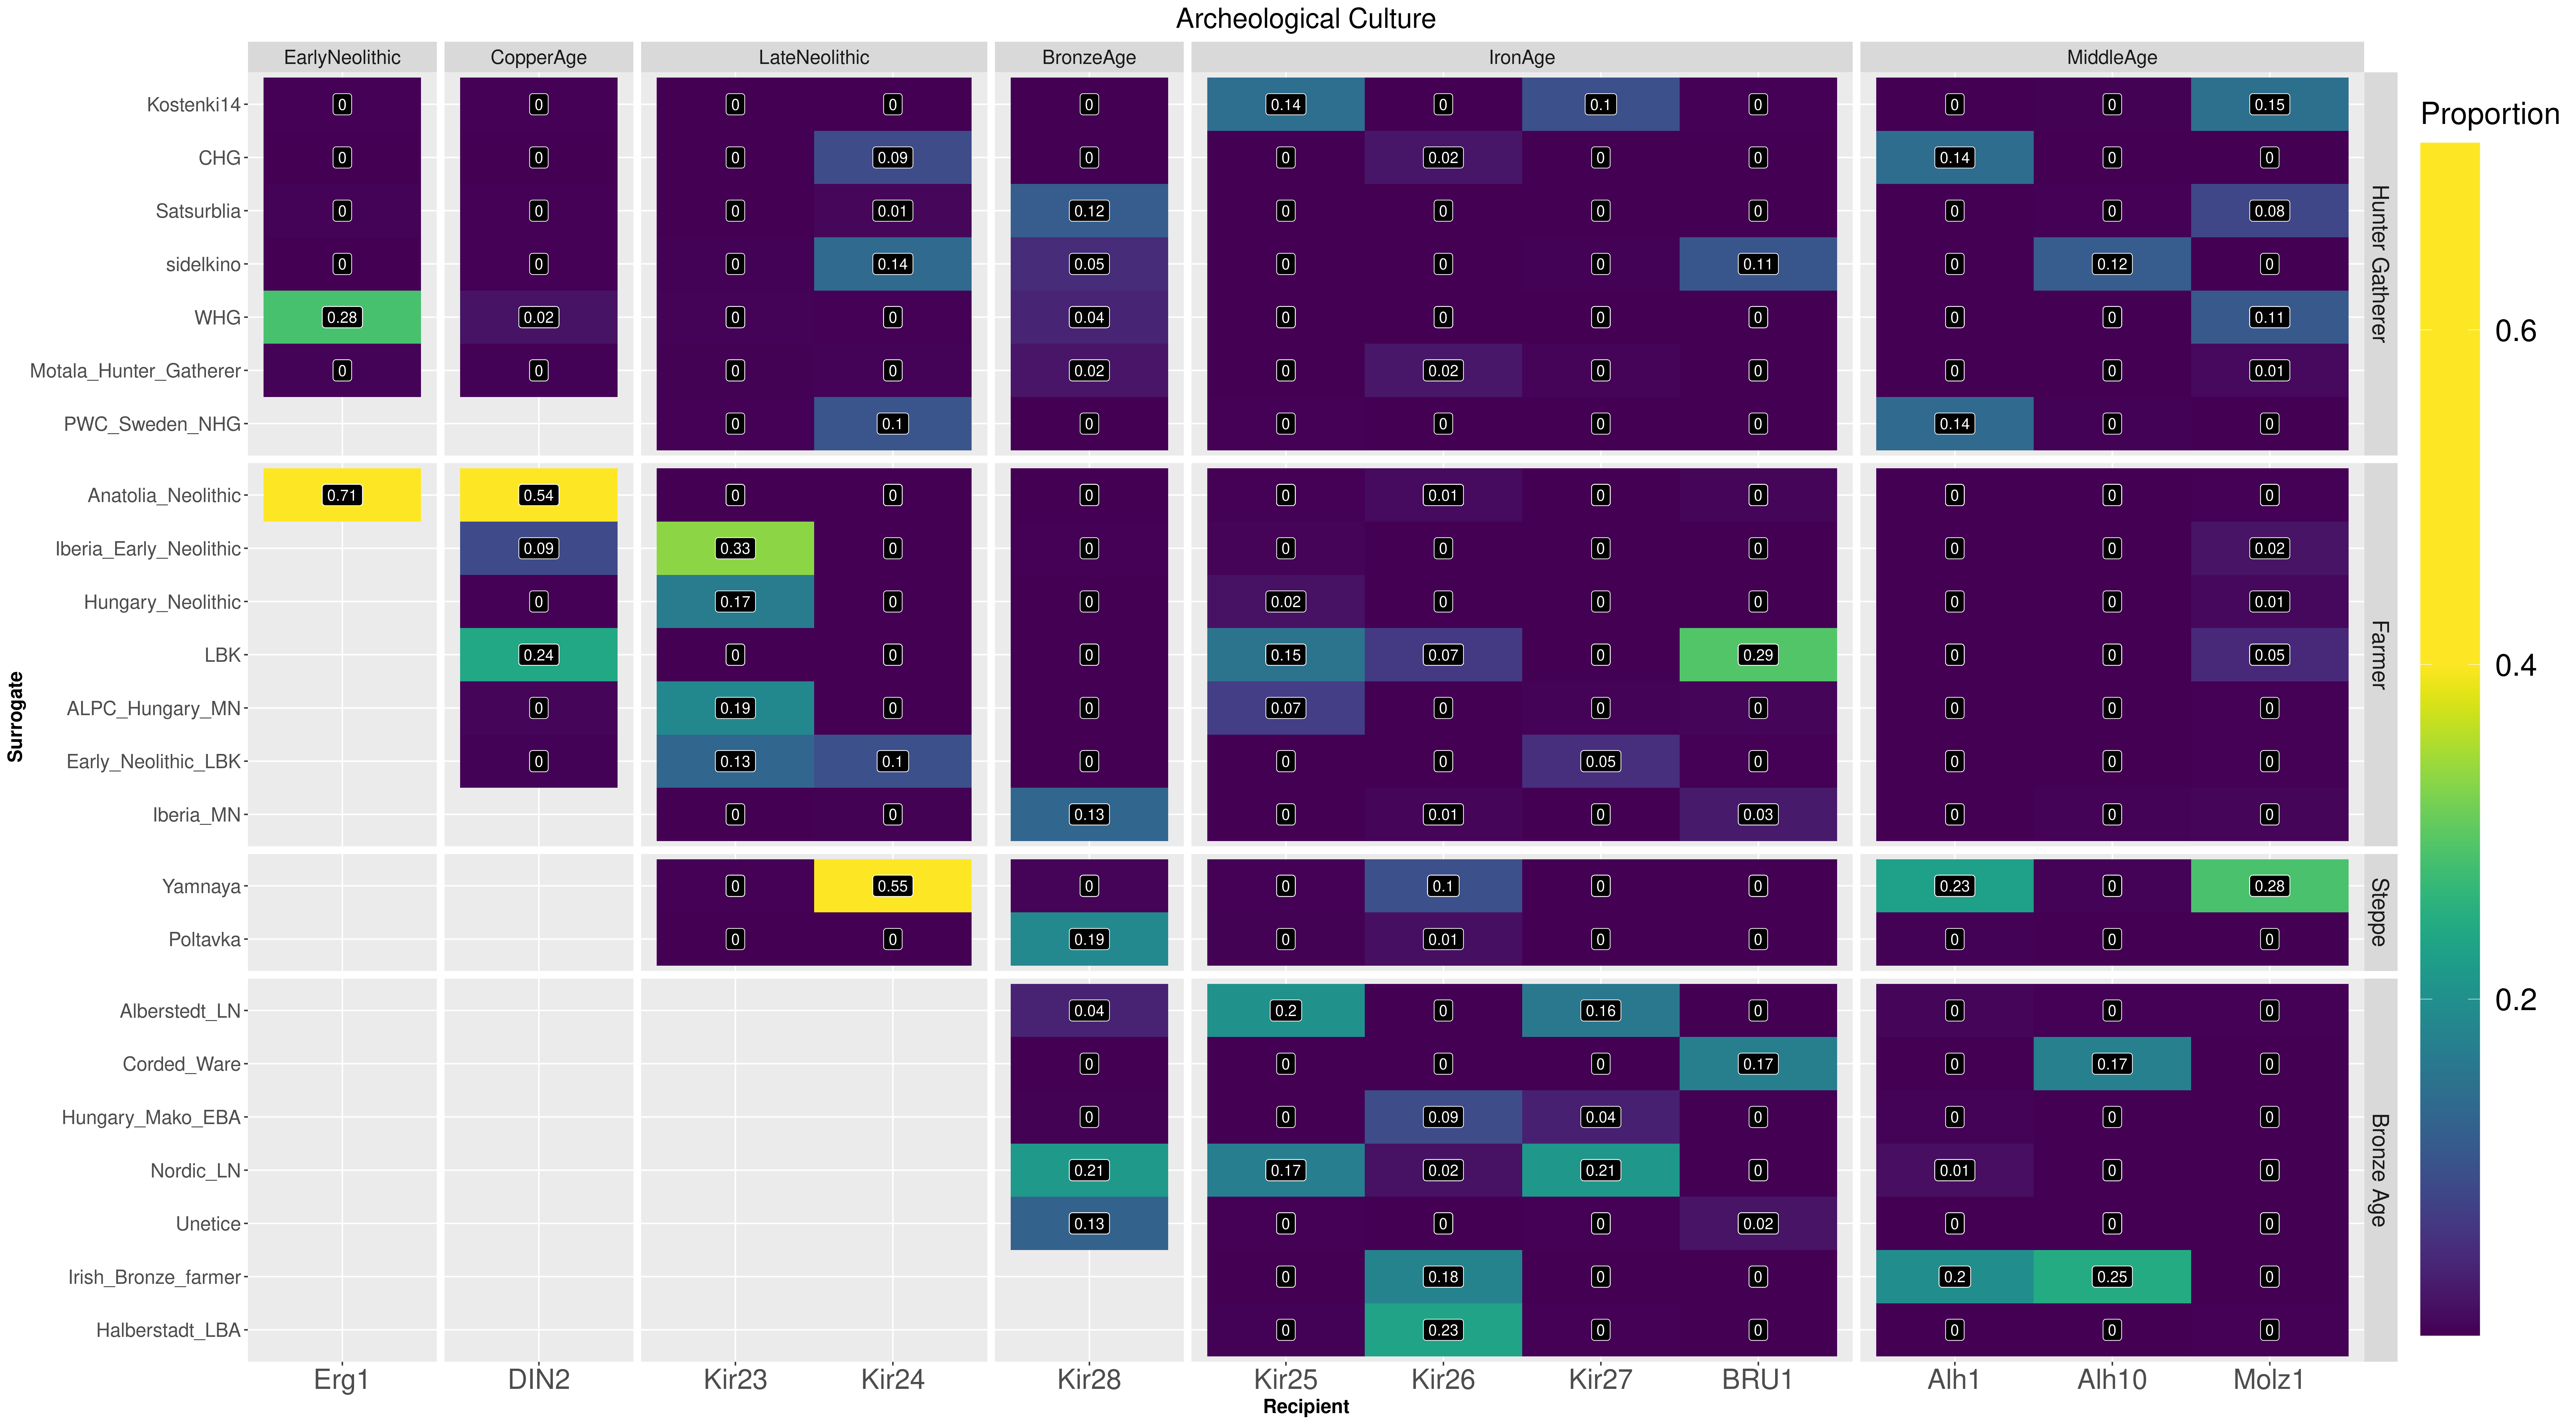 Archeological Culture
EarlyNeolithic CopperAge LateNeolithic BronzeAge IronAge MiddleAge
Kostenki14 0 0 0 0 0 0.14 0 0.1 0 0 0 0.15
CHG 0 0 0 0.09 0 0 0.02 0 0 0.14 0 0
Satsurblia 0 0 0 0.01 0.12 0 0 0 0 0 0 0.08
sidelkino 0 0 0 0.14 0.05 0 0 0 0.11 0 0.12 0
WHG 0.28 0.02 0 0 0.04 0 0 0 0 0 0 0.11
Motala_Hunter_Gatherer 0 0 0 0 0.02 0 0.02 0 0 0 0 0.01
PWC_Sweden_NHG 0 0.1 0 0 0 0 0 0.14 0 0
Hunter Gatherer
Anatolia_Neolithic 0.71 0.54 0 0 0 0 0.01 0 0 0 0 0
Iberia_Early_Neolithic 0.09 0.33 0 0 0 0 0 0 0 0 0.02
Hungary_Neolithic 0 0.17 0 0 0.02 0 0 0 0 0 0.01
LBK 0.24 0 0 0 0.15 0.07 0 0.29 0 0 0.05
ALPC_Hungary_MN 0 0.19 0 0 0.07 0 0 0 0 0 0
Early_Neolithic_LBK 0 0.13 0.1 0 0 0 0.05 0 0 0 0
Iberia_MN 0 0 0.13 0 0.01 0 0.03 0 0 0
Farmer
Yamnaya 0 0.55 0 0 0.1 0 0 0.23 0 0.28
Poltavka 0 0 0.19 0 0.01 0 0 0 0 0
Steppe
Alberstedt_LN 0.04 0.2 0 0.16 0 0 0 0
Corded_Ware 0 0 0 0 0.17 0 0.17 0
Hungary_Mako_EBA 0 0 0.09 0.04 0 0 0 0
Nordic_LN 0.21 0.17 0.02 0.21 0 0.01 0 0
Unetice 0.13 0 0 0 0.02 0 0 0
Irish_Bronze_farmer 0 0.18 0 0 0.2 0.25 0
Halberstadt_LBA 0 0.23 0 0 0 0 0
Bronze Age
Erg1 DIN2 Kir23 Kir24 Kir28 Kir25 Kir26 Kir27 BRU1 Alh1 Alh10 Molz1
Recipient
Surrogate
Proportion
0.6
0.4
0.2